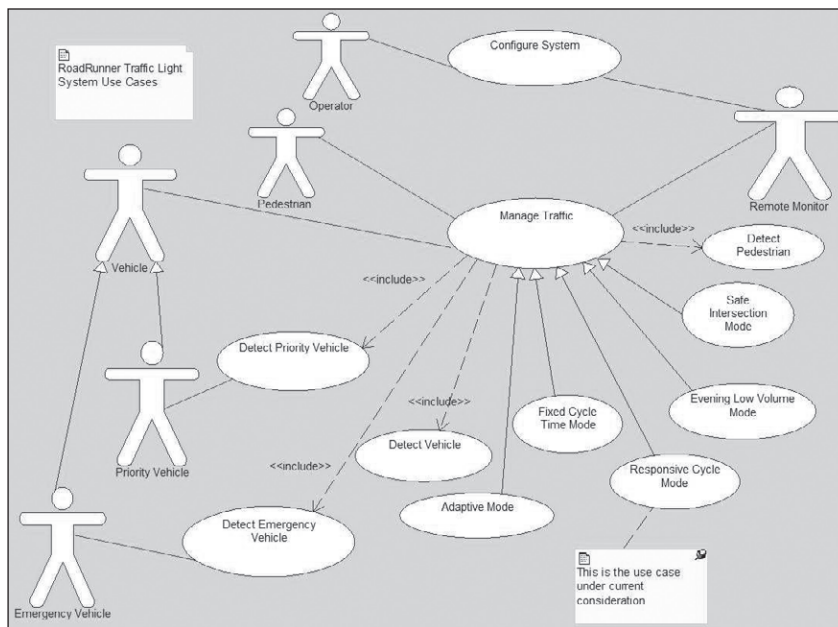 RoadRunner Traffic Light
System Use Cases
Operator
Configure System
Pedestrian
Remote Monitor
Vehicle
Manage Traffic
<<include>>
Detect
Pedestrian
<<include>>
Safe
Intersection
Mode
Detect Priority Vehicle
Priority Vehicle
<<include>>
Detect Vehicle
Fixed Cycle
Time Mode
Evening Low Volume
Mode
<<include>>
Responsive Cycle
Mode
Adaptive Mode
Detect Emergency
Vehicle
Emergency Vehicle
This is the use case
under current
consideration